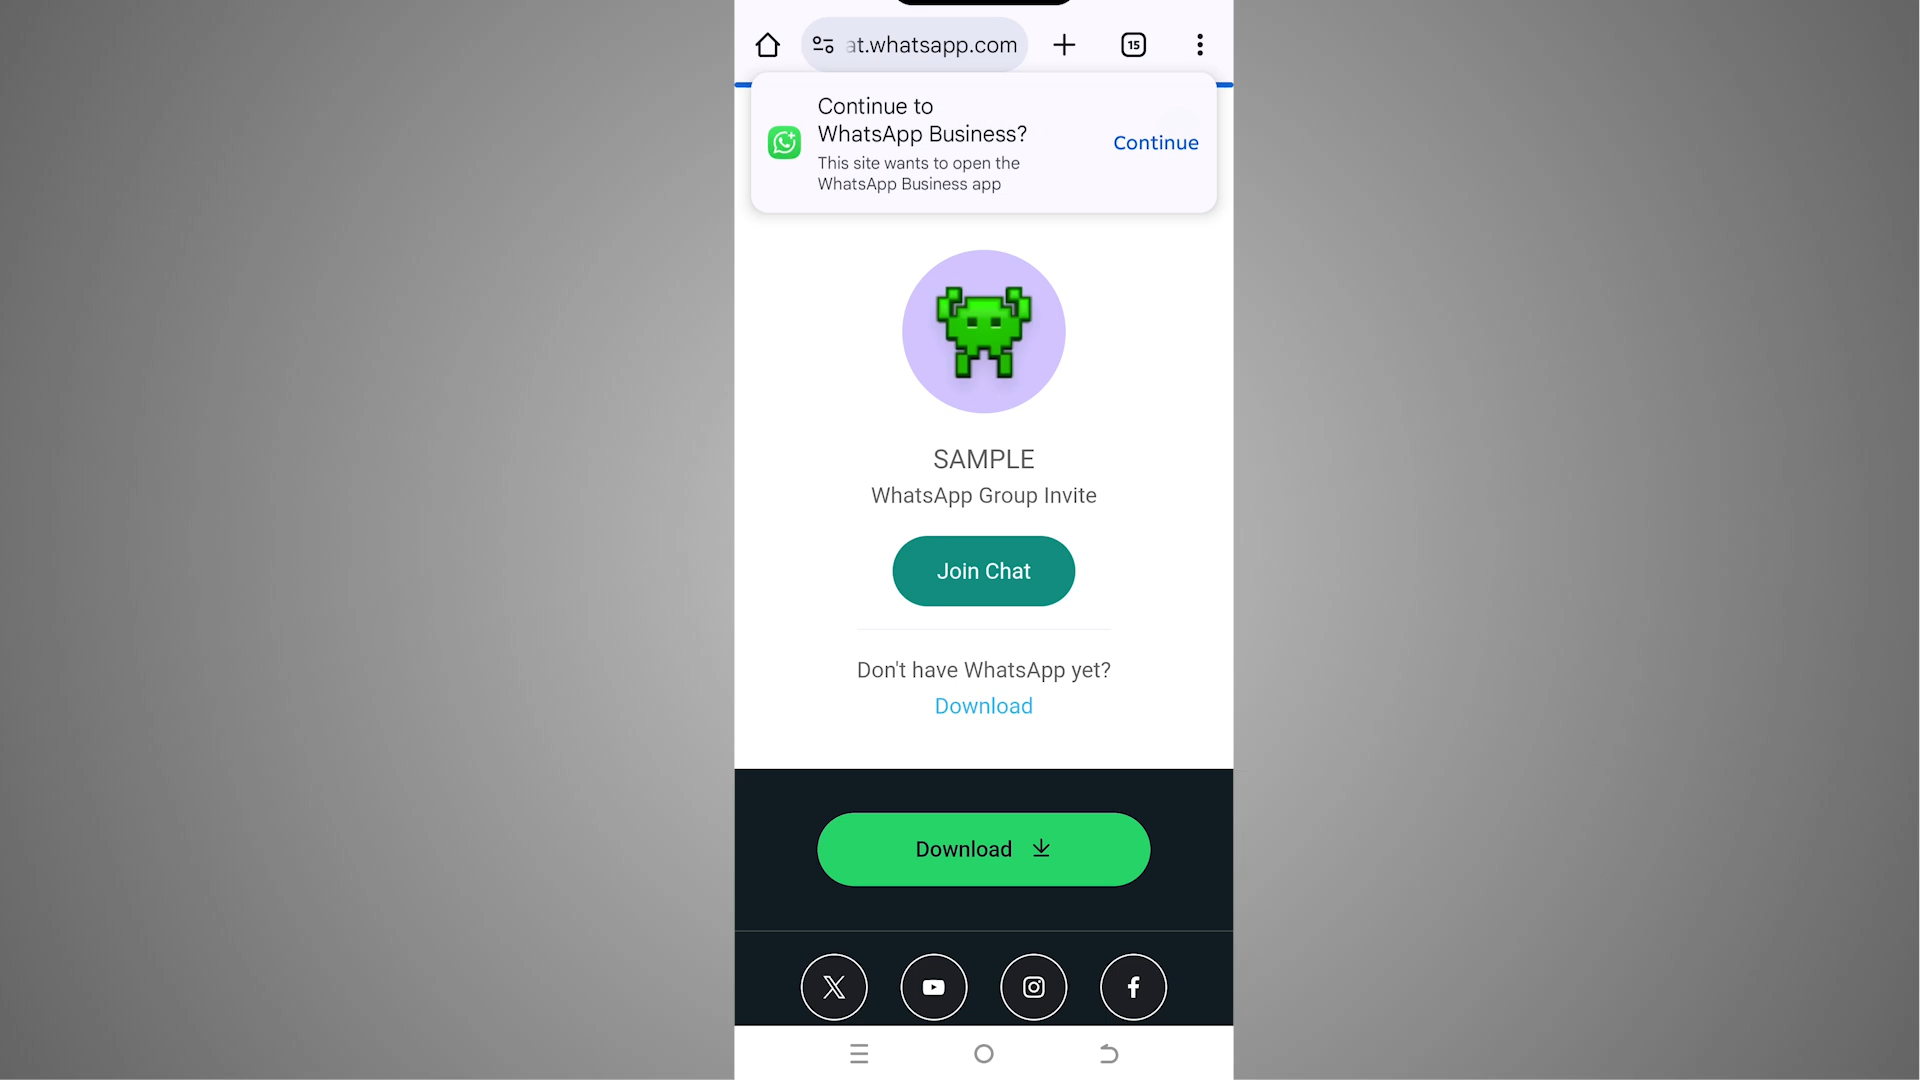 at.whatsapp.com
15
Continue to
WhatsApp Business?
This site wants to open the
WhatsApp Business app
Continue
SAMPLE
WhatsApp Group Invite
Join Chat
Don't have WhatsApp yet?
Download
Download